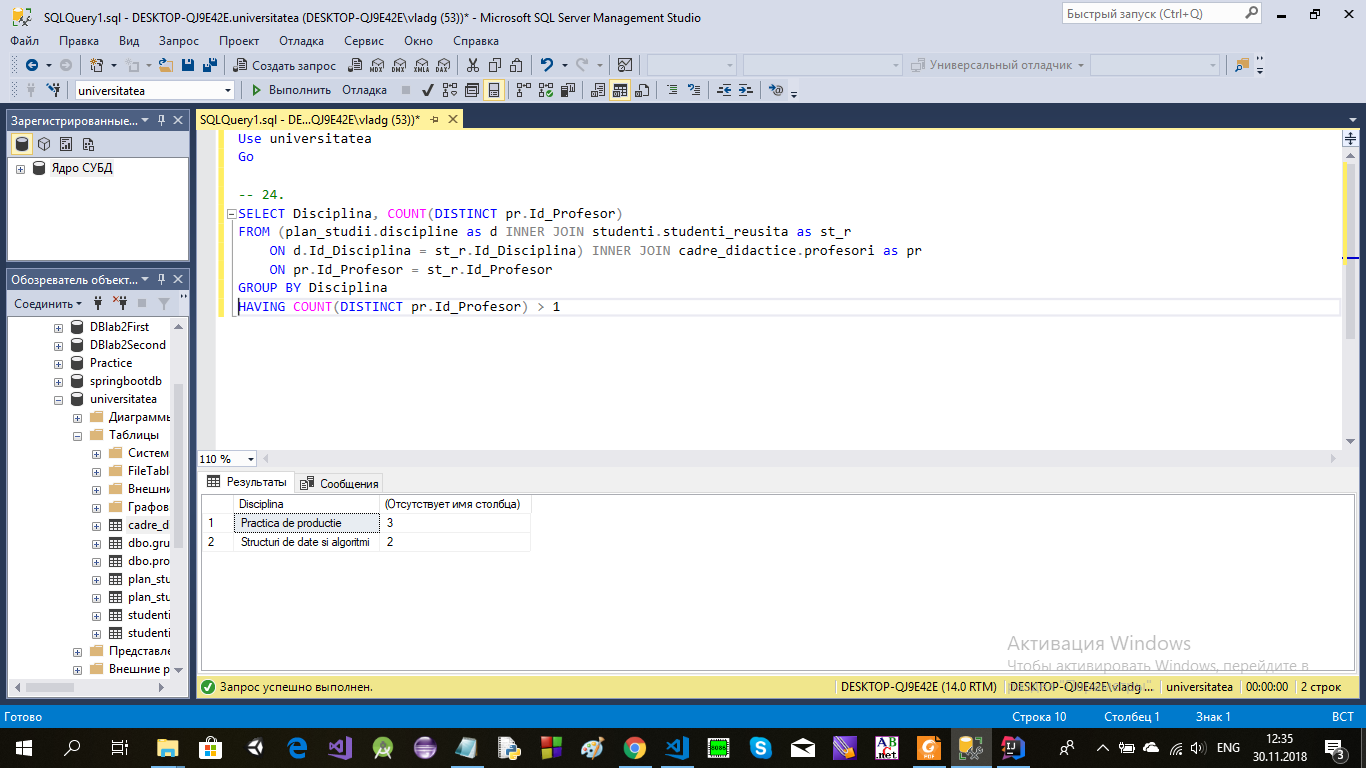 SQLQuery1.sql - DESKTOP-QJ9E42E.universitatea (DESKTOP-QJ9E42E\vladg (53))* - Microsoft SQL Server Management Studio
Быстрый запуск (Ctrl+Q)
Файл Правка Вид Запрос Проект Отладка Сервис Окно Справка
Создать запрос MDX DMX XMLA DAX Универсальный отладчик
universitatea Выполнить Отладка
Зарегистрированные...
Ядро СУБД
Обозреватель объект...
Соединить
DBlab2First
DBlab2Second
Practice
springbootdb
universitatea
Диаграммы
Таблицы
Систем
FileTabl
Внешни
Графов
cadre_d
dbo.gru
dbo.pro
plan_stu
plan_stu
studenti
studenti
Представле
Внешние р
SQLQuery1.sql - DE...QJ9E42E\vladg (53))*
Use universitatea
Go
-- 24.
SELECT Disciplina, COUNT(DISTINCT pr.Id_Profesor)
FROM (plan_studii.discipline as d INNER JOIN studenti.studenti_reusita as st_r
ON d.Id_Disciplina = st_r.Id_Disciplina) INNER JOIN cadre_didactice.profesori as pr
ON pr.Id_Profesor = st_r.Id_Profesor
GROUP BY Disciplina
HAVING COUNT(DISTINCT pr.Id_Profesor) > 1
110 %
Результаты Сообщения
Disciplina (Отсутствует имя столбца)
1 Practica de productie 3
2 Structuri de date si algoritmi 2
Активация Windows
Чтобы активировать Windows, перейдите в
Запрос успешно выполнен. DESKTOP-QJ9E42E (14.0 RTM) DESKTOP-QJ9E42E\vladg ... universitatea 00:00:00 2 строк
Готово Строка 10 Столбец 1 Знак 1 ВСТ
ENG
12:35
30.11.2018
3